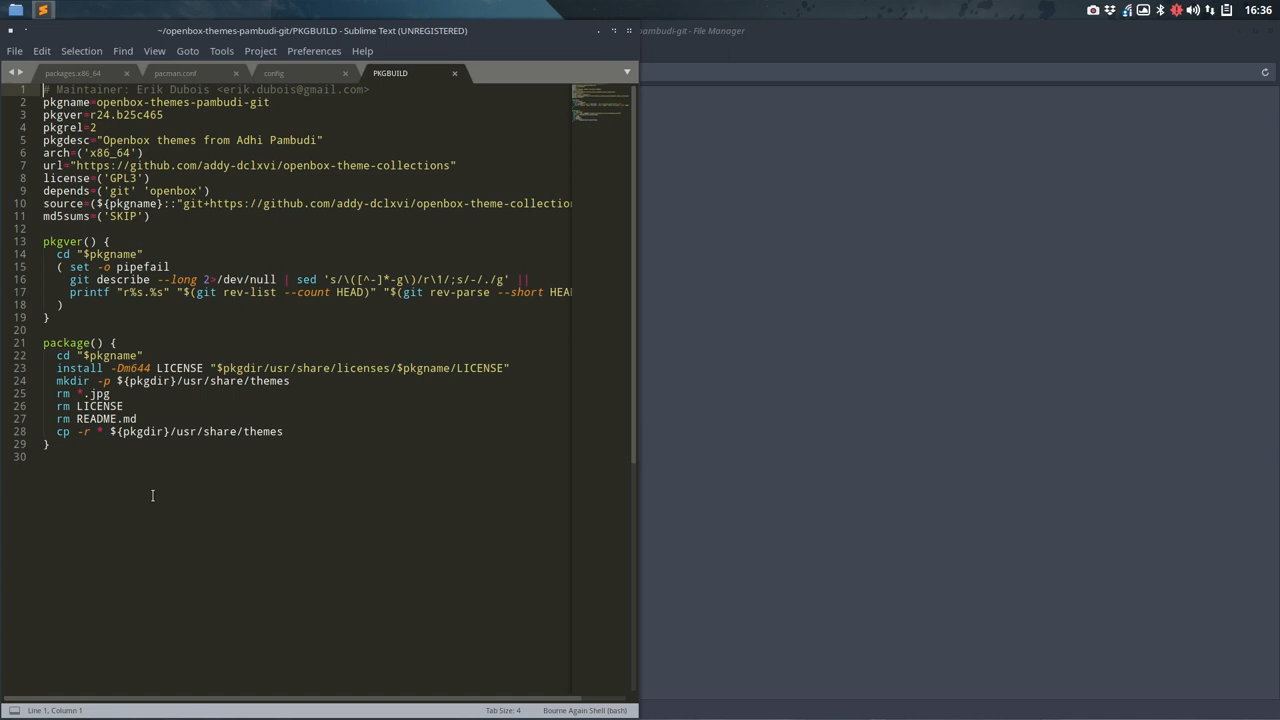 16:36
~/openbox-themes-pambudi-git/PKGBUILD - Sublime Text (UNREGISTERED)
pambudi-git - File Manager
File Edit Selection Find View Goto Tools Project Preferences Help
packages.x86_64 pacman.conf config PKGBUILD
1 # Maintainer: Erik Dubois <erik.dubois@gmail.com>
2 pkgname=openbox-themes-pambudi-git
3 pkgver=r24.b25c465
4 pkgrel=2
5 pkgdesc="Openbox themes from Adhi Pambudi"
6 arch=('x86_64')
7 url="https://github.com/addy-dclxvi/openbox-theme-collections"
8 license=('GPL3')
9 depends=('git' 'openbox')
10 source=(${pkgname}::"git+https://github.com/addy-dclxvi/openbox-theme-collectio
11 md5sums=('SKIP')
12
13 pkgver() {
14 cd "$pkgname"
15 ( set -o pipefail
16 git describe --long 2>/dev/null | sed 's/\([^-]*-g\)/r\1/;s/-/./g' ||
17 printf "r%s.%s" "$(git rev-list --count HEAD)" "$(git rev-parse --short HEA
18 )
19 }
20
21 package() {
22 cd "$pkgname"
23 install -Dm644 LICENSE "$pkgdir/usr/share/licenses/$pkgname/LICENSE"
24 mkdir -p ${pkgdir}/usr/share/themes
25 rm *.jpg
26 rm LICENSE
27 rm README.md
28 cp -r * ${pkgdir}/usr/share/themes
29 }
30
Line 1, Column 1 Tab Size: 4 Bourne Again Shell (bash)